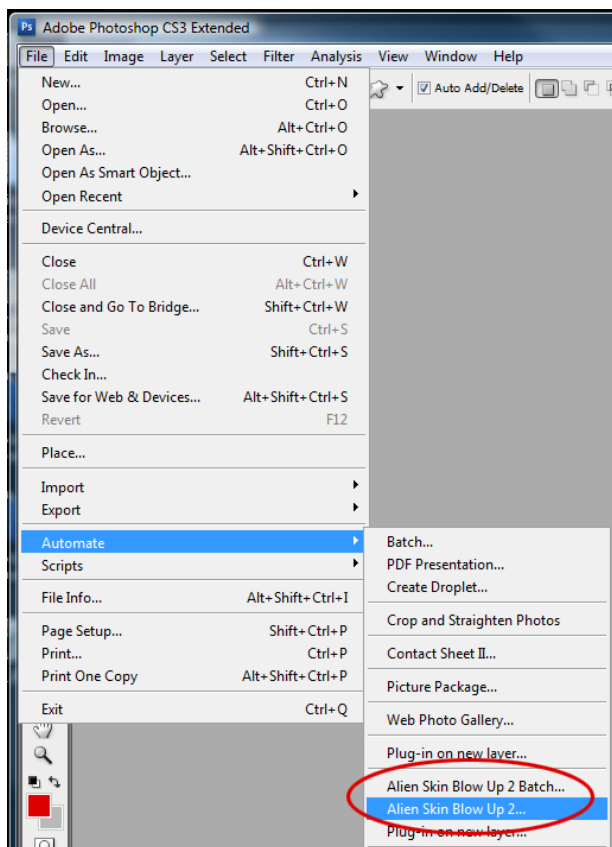 Ps Adobe Photoshop CS3 Extended
File Edit Image Layer Select Filter Analysis View Window Help
Auto Add/Delete
New... Ctrl+N
Open... Ctrl+O
Browse... Alt+Ctrl+O
Open As... Alt+Shift+Ctrl+O
Open As Smart Object...
Open Recent
Device Central...
Close Ctrl+W
Close All Alt+Ctrl+W
Close and Go To Bridge... Shift+Ctrl+W
Save Ctrl+S
Save As... Shift+Ctrl+S
Check In...
Save for Web & Devices... Alt+Shift+Ctrl+S
Revert F12
Place...
Import
Export
Automate
Scripts
File Info... Alt+Shift+Ctrl+I
Page Setup... Shift+Ctrl+P
Print... Ctrl+P
Print One Copy Alt+Shift+Ctrl+P
Exit Ctrl+Q
Batch...
PDF Presentation...
Create Droplet...
Crop and Straighten Photos
Contact Sheet II...
Picture Package...
Web Photo Gallery...
Plug-in on new layer...
Alien Skin Blow Up 2 Batch...
Alien Skin Blow Up 2...
Plug-in on new layer...